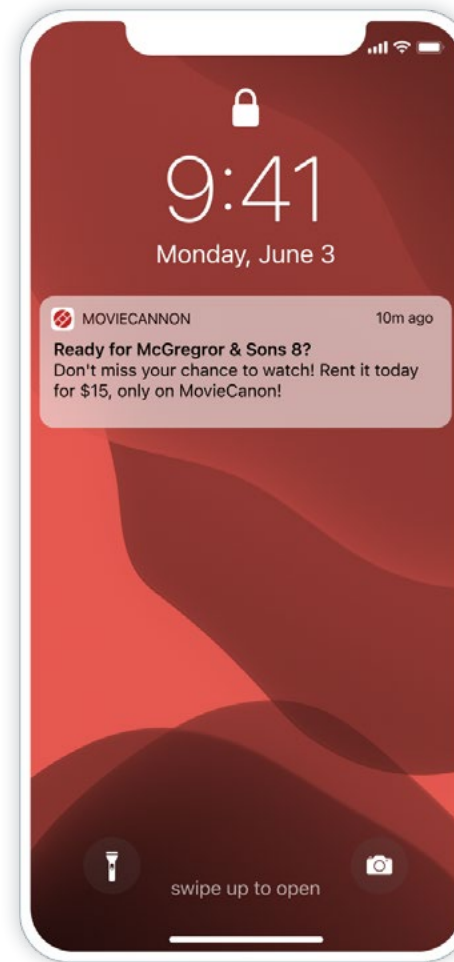 9:41
Monday, June 3
MOVIECANNON 10m ago
Ready for McGregror & Sons 8?
Don't miss your chance to watch! Rent it today
for $15, only on MovieCanon!
swipe up to open